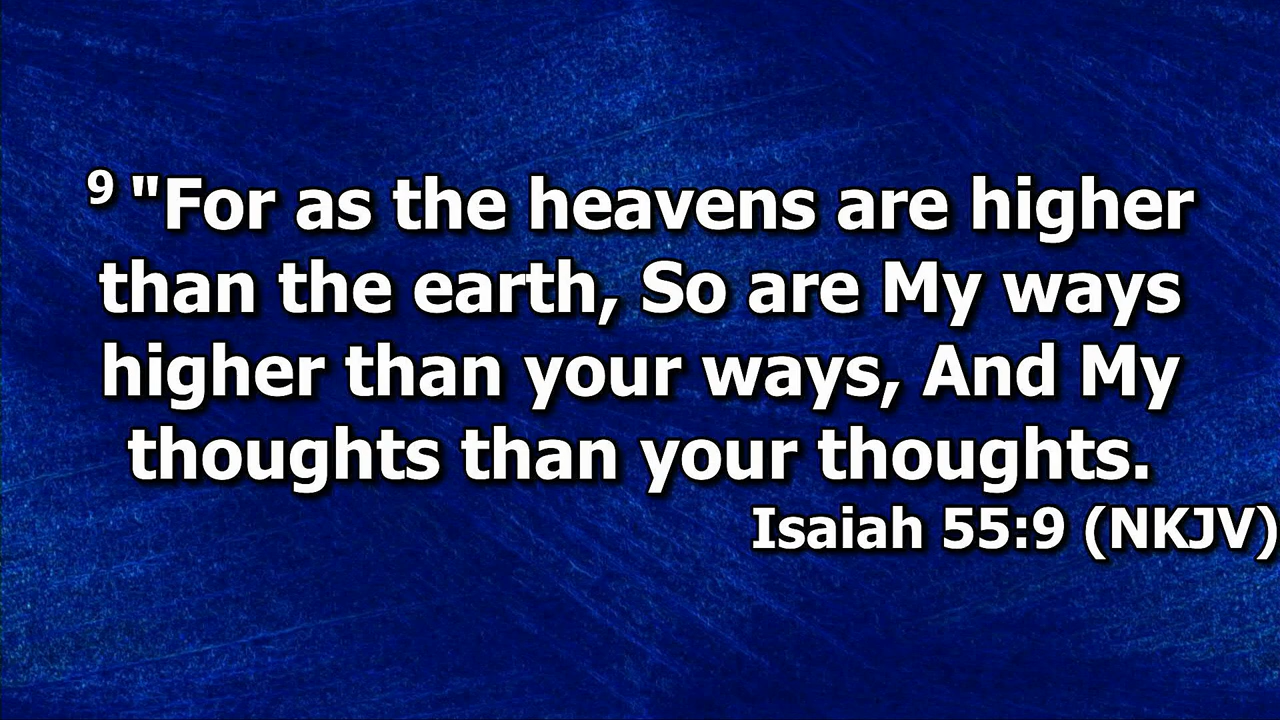 9 "For as the heavens are higher
than the earth, So are My ways
higher than your ways, And My
thoughts than your thoughts.
Isaiah 55:9 (NKJV)